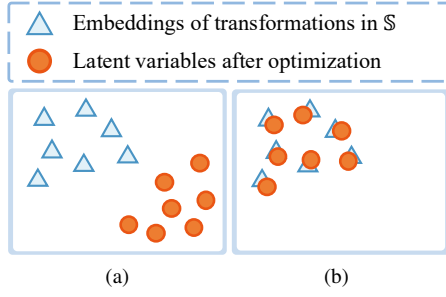 Embeddings of transformations in 𝕊
Latent variables after optimization
(a)
(b)